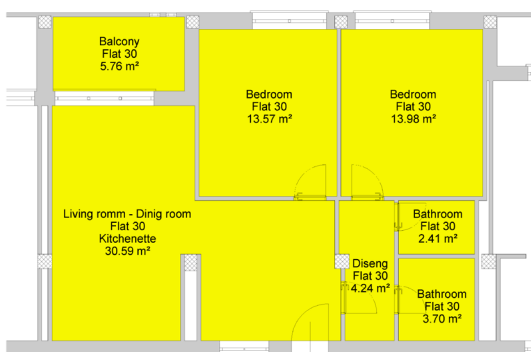 Balcony
Flat 30
5.76 m²
Bedroom
Flat 30
13.57 m²
Bedroom
Flat 30
13.98 m²
Living romm - Dinig room
Flat 30
Kitchenette
30.59 m²
Diseng
Flat 30
4.24 m²
Bathroom
Flat 30
2.41 m²
Bathroom
Flat 30
3.70 m²